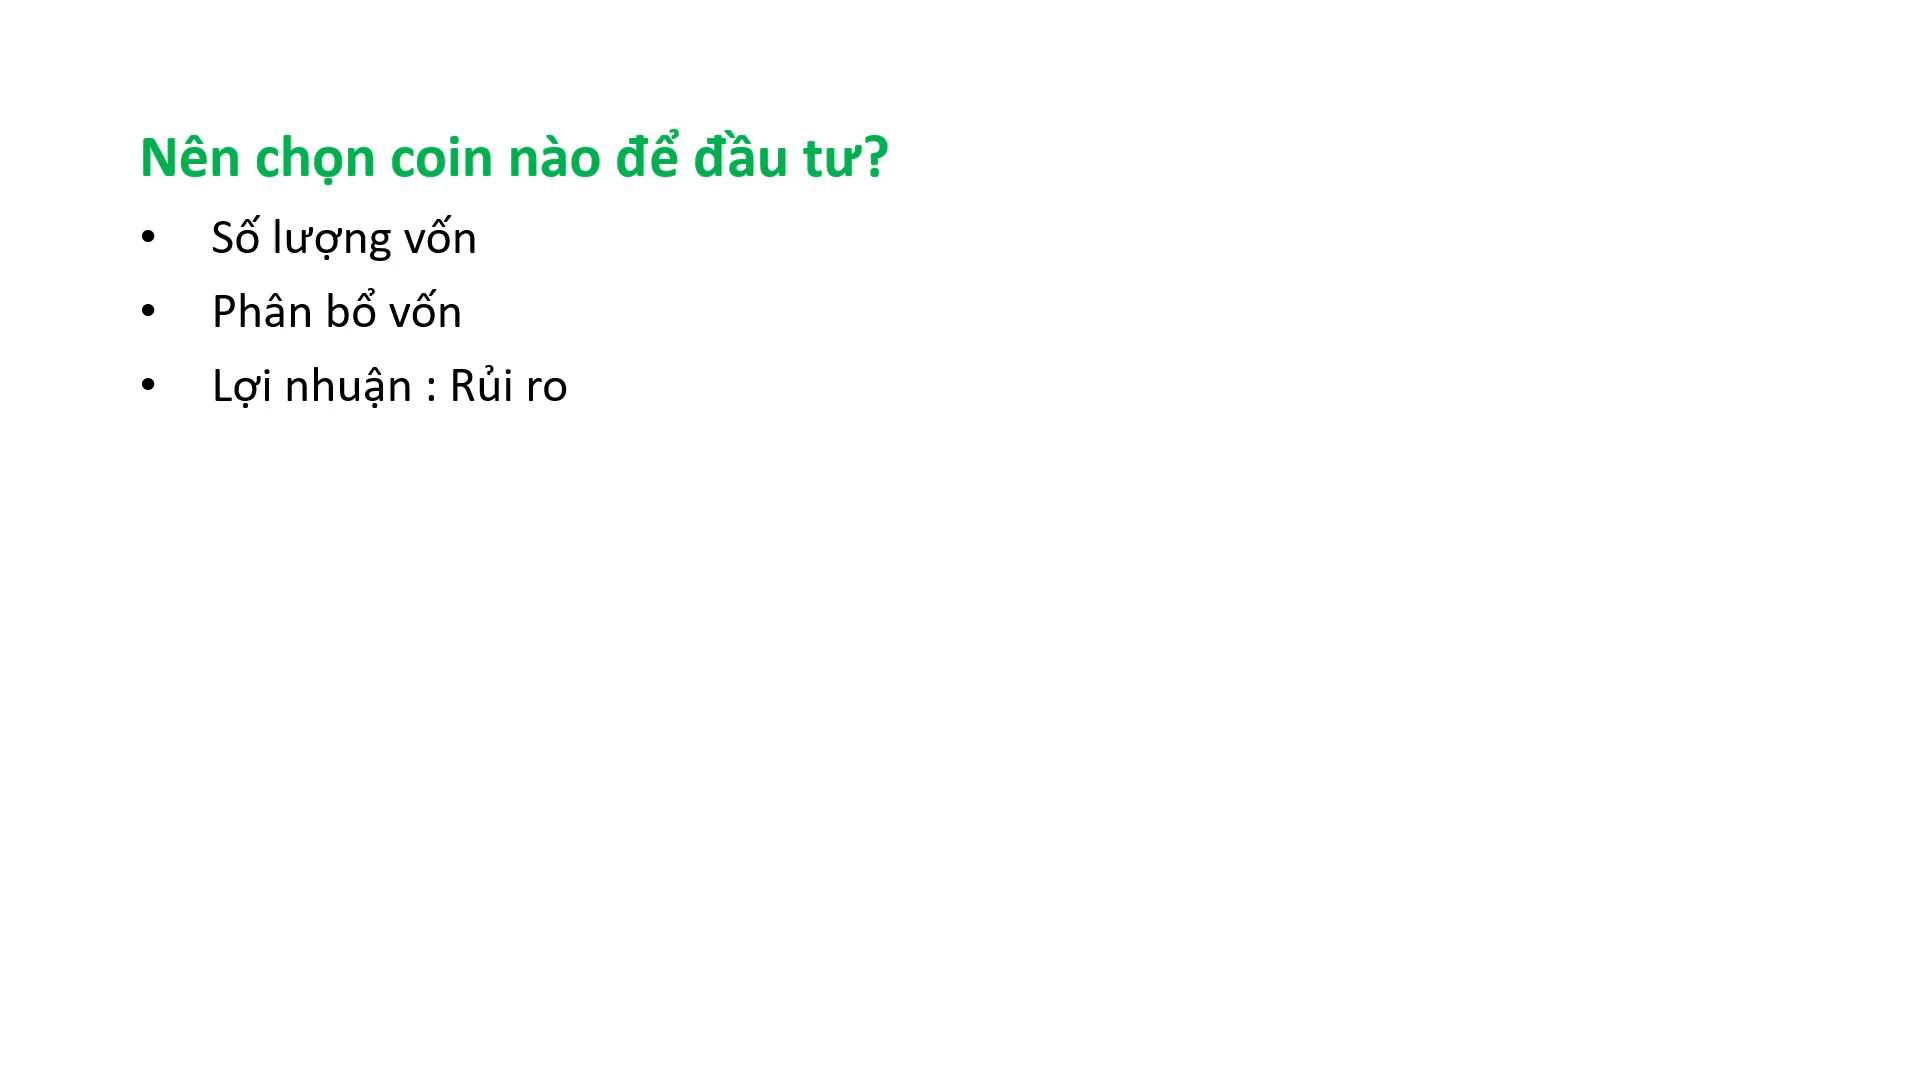 Nên chọn coin nào để đầu tư?
• Số lượng vốn
• Phân bổ vốn
• Lợi nhuận : Rủi ro